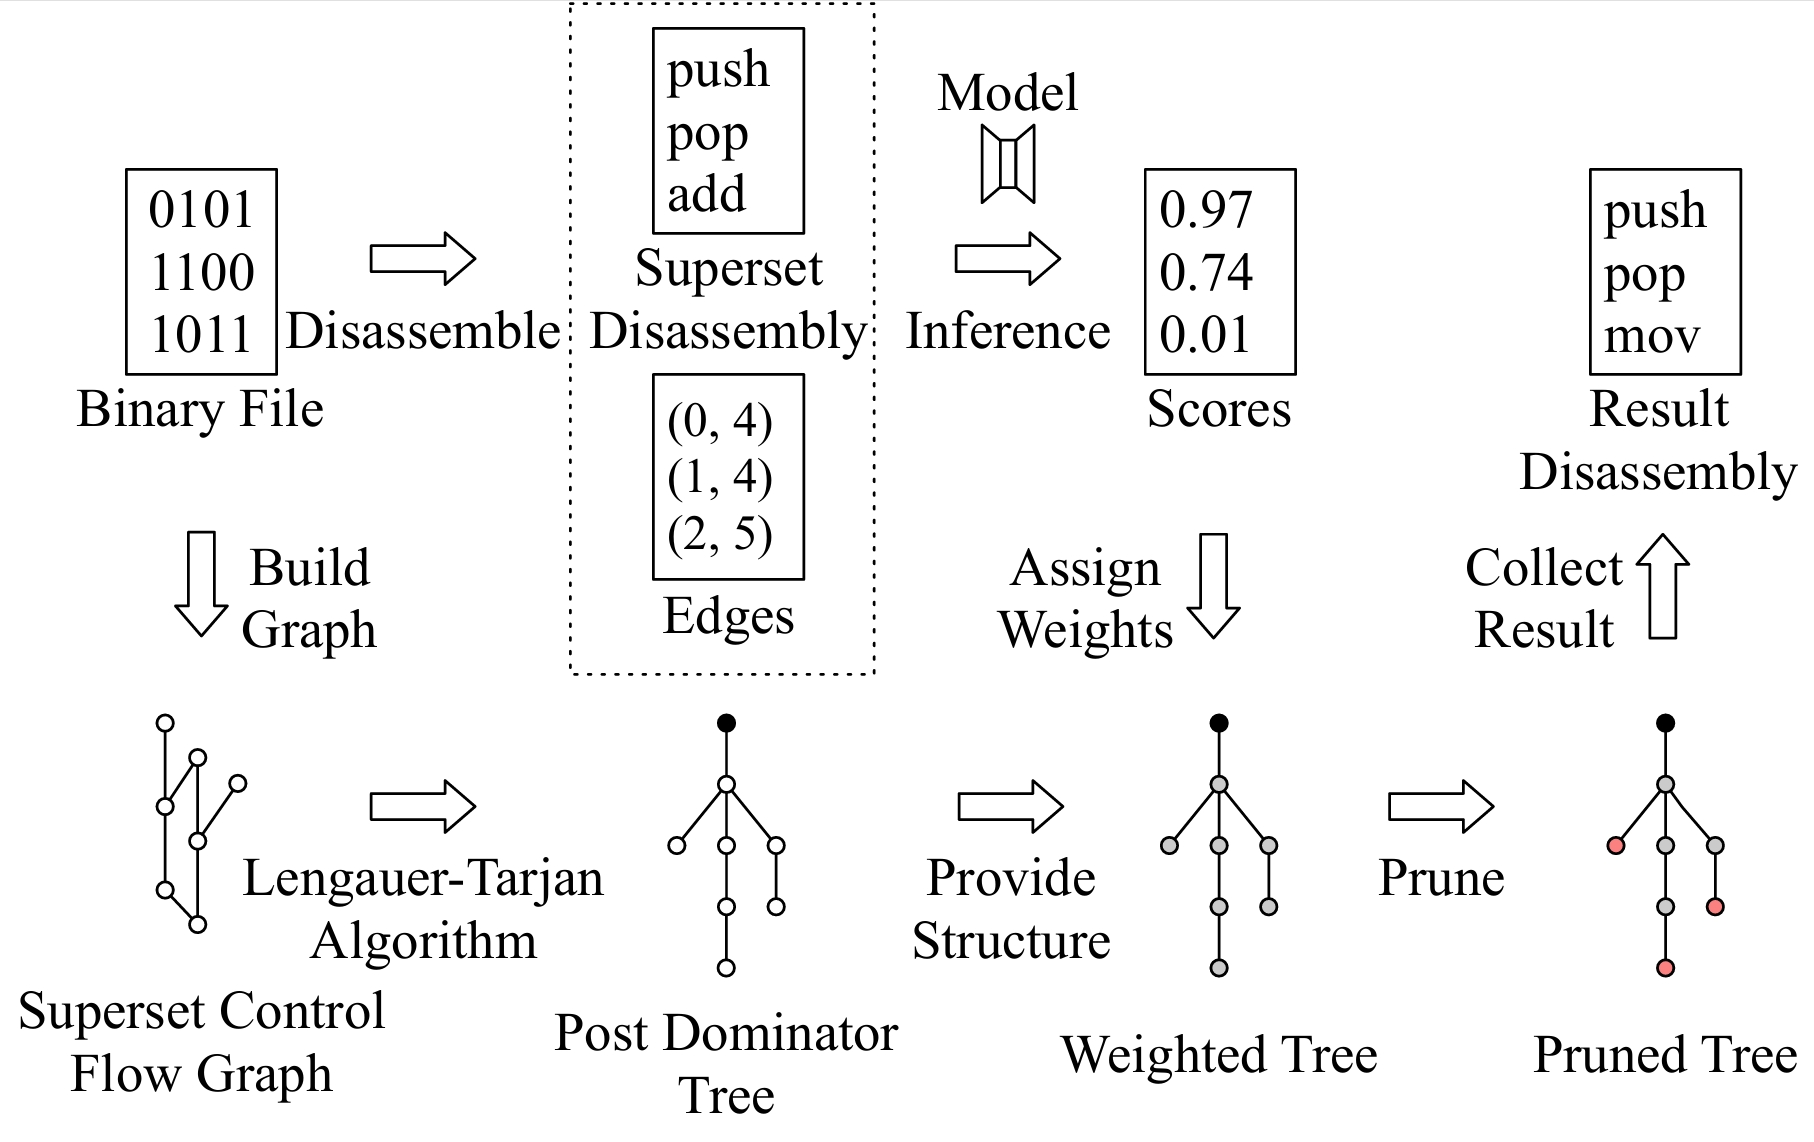 0101
1100
1011
Binary File
Disassemble
push
pop
add
Superset
Disassembly
(0, 4)
(1, 4)
(2, 5)
Edges
Model
Inference
0.97
0.74
0.01
Scores
push
pop
mov
Result
Disassembly
Build
Graph
Assign
Weights
Collect
Result
Lengauer-Tarjan
Algorithm
Provide
Structure
Prune
Superset Control
Flow Graph
Post Dominator
Tree
Weighted Tree
Pruned Tree